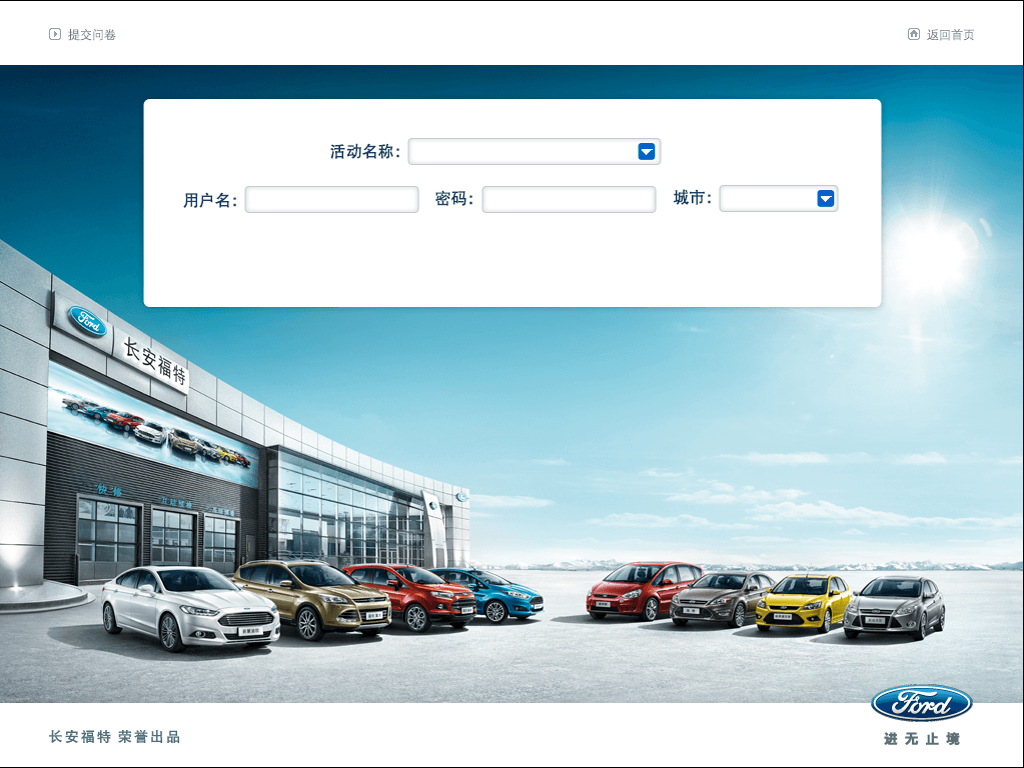 提交问卷
返回首页
活动名称：
用户名：
密码：
城市：
Ford
长安福特
快修
Ford
进无止境
长安福特 荣誉出品